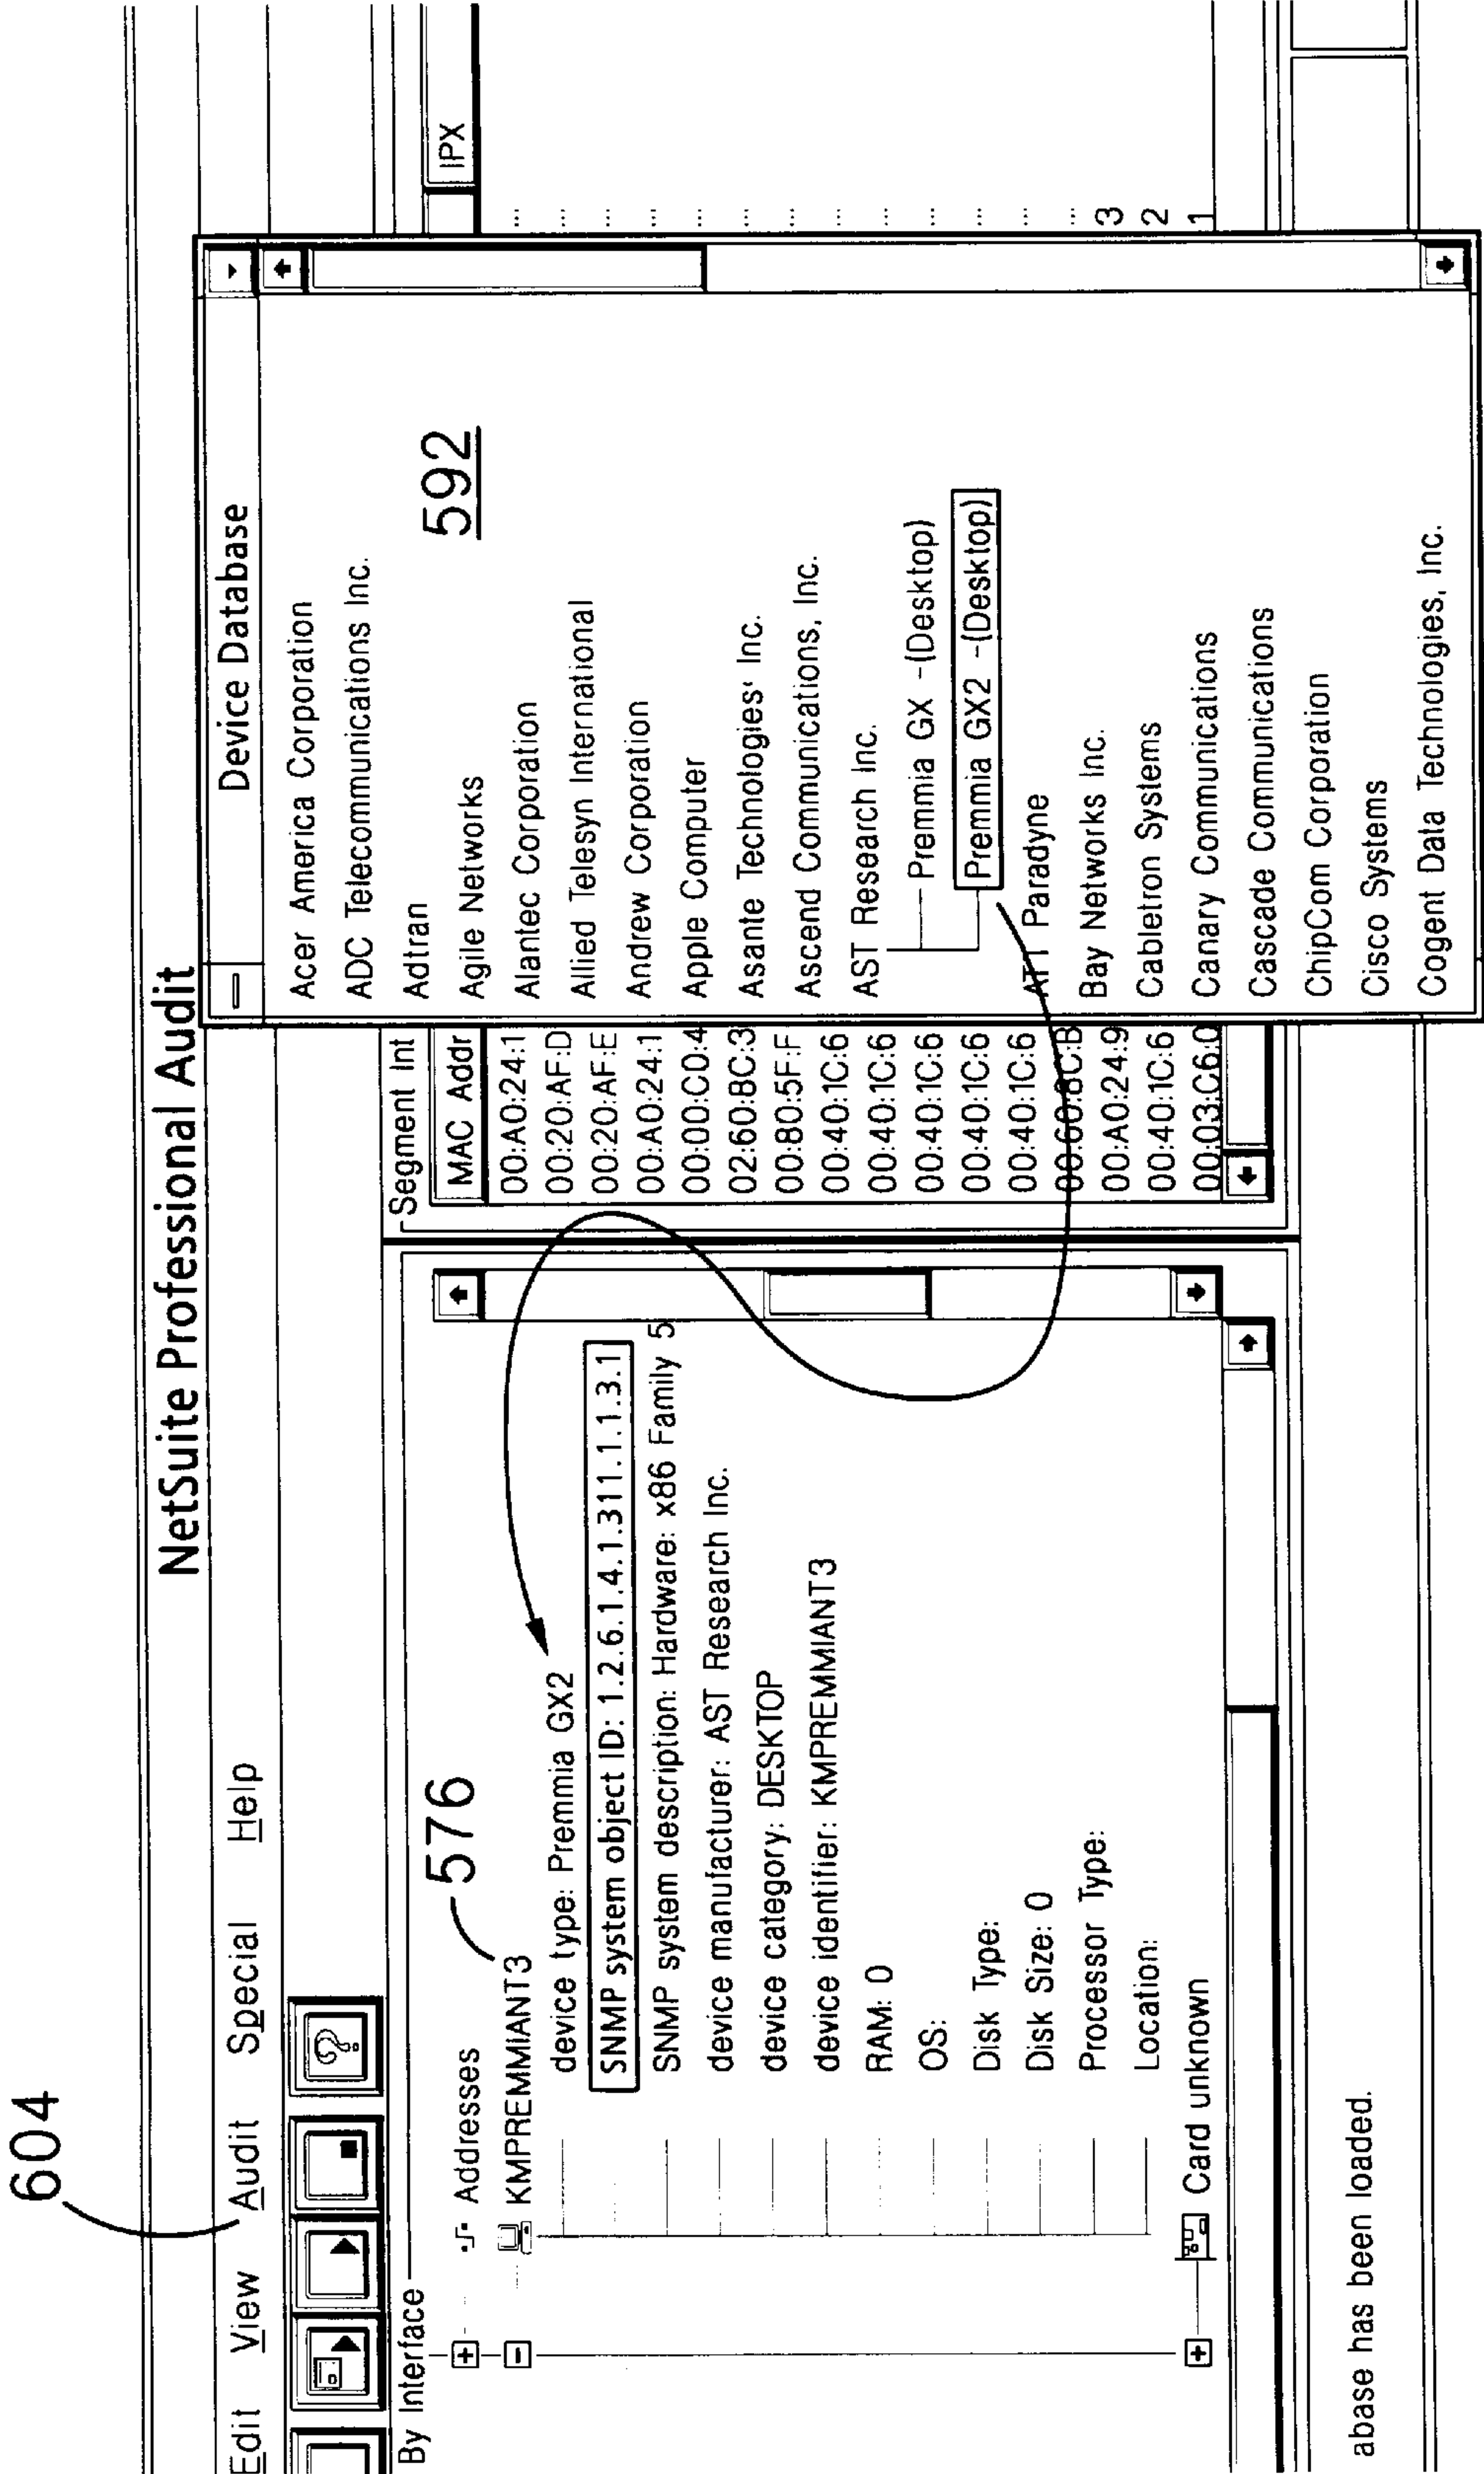 604
NetSuite Professional Audit
Edit View Audit Special Help
By Interface
Addresses
KMPREMMIANT3
576
device type: Premmia GX2
SNMP system object ID: 1.2.6.1.4.1.311.1.1.3.1
SNMP system description: Hardware: x86 Family 5
device manufacturer: AST Research Inc.
device category: DESKTOP
device identifier: KMPREMMIANT3
RAM: 0
OS:
Disk Type:
Disk Size: 0
Processor Type:
Location:
Card unknown
abase has been loaded.
Segment Int
MAC Addr
00:A0:24:1
00:20:AF:D
00:20:AF:E
00:A0:24:1
00:00:C0:4
02:60:8C:3
00:80:5F:F
00:40:1C:6
00:40:1C:6
00:40:1C:6
00:40:1C:6
00:40:1C:6
00:60:8C:B
00:A0:24:9
00:40:1C:6
00:03:C6:0
Device Database
Acer America Corporation
ADC Telecommunications Inc.
Adtran
592
Agile Networks
Alantec Corporation
Allied Telesyn International
Andrew Corporation
Apple Computer
Asante Technologies' Inc.
Ascend Communications, Inc.
AST Research Inc.
Premmia GX -(Desktop)
Premmia GX2 -(Desktop)
ATT Paradyne
Bay Networks Inc.
Cabletron Systems
Canary Communications
Cascade Communications
ChipCom Corporation
Cisco Systems
Cogent Data Technologies, Inc.
IPX
...
...
...
...
...
...
...
...
...
...
...
...
...
3
2
1